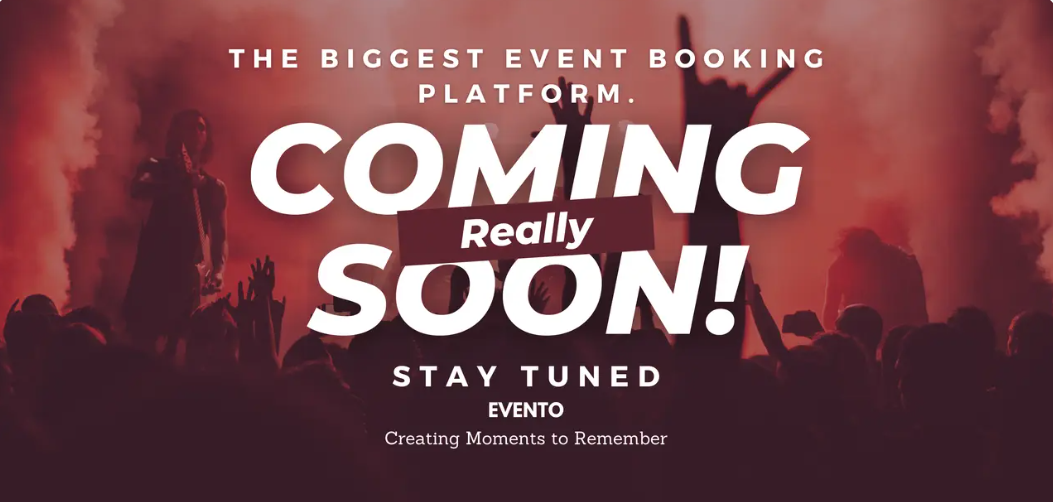 THE BIGGEST EVENT BOOKING
PLATFORM.
COMING
Really
SOON!
STAY TUNED
EVENTO
Creating Moments to Remember